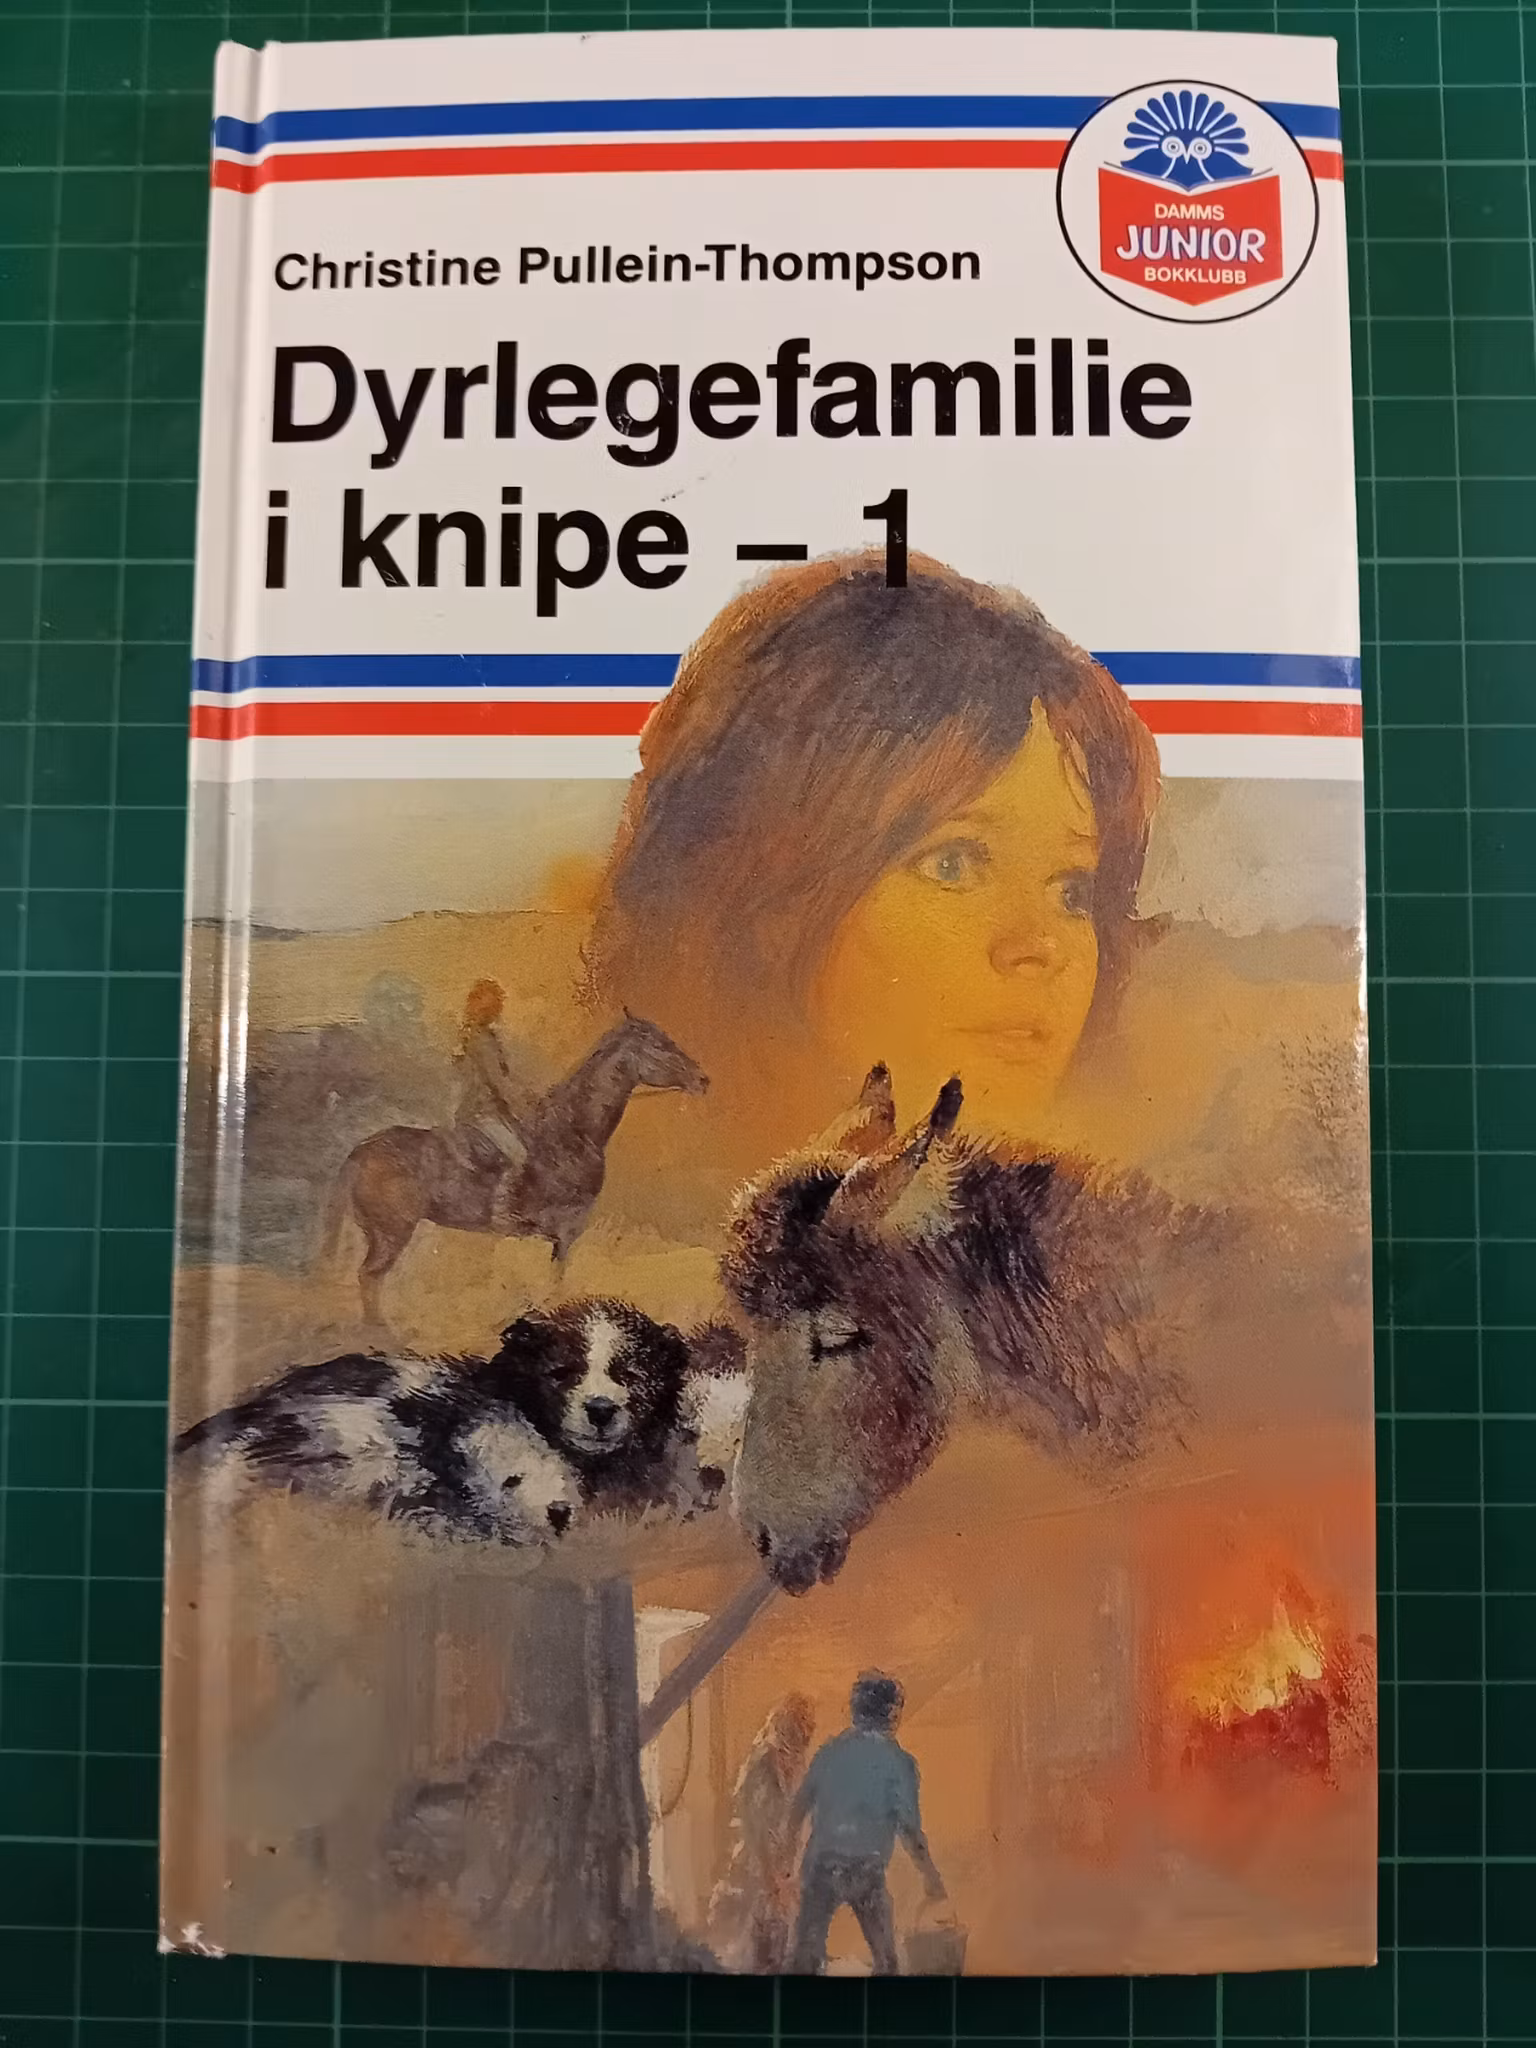 DAMMS
JUNIOR
BOKKLUBB
Christine Pullein-Thompson
Dyrlegefamilie
i knipe – 1